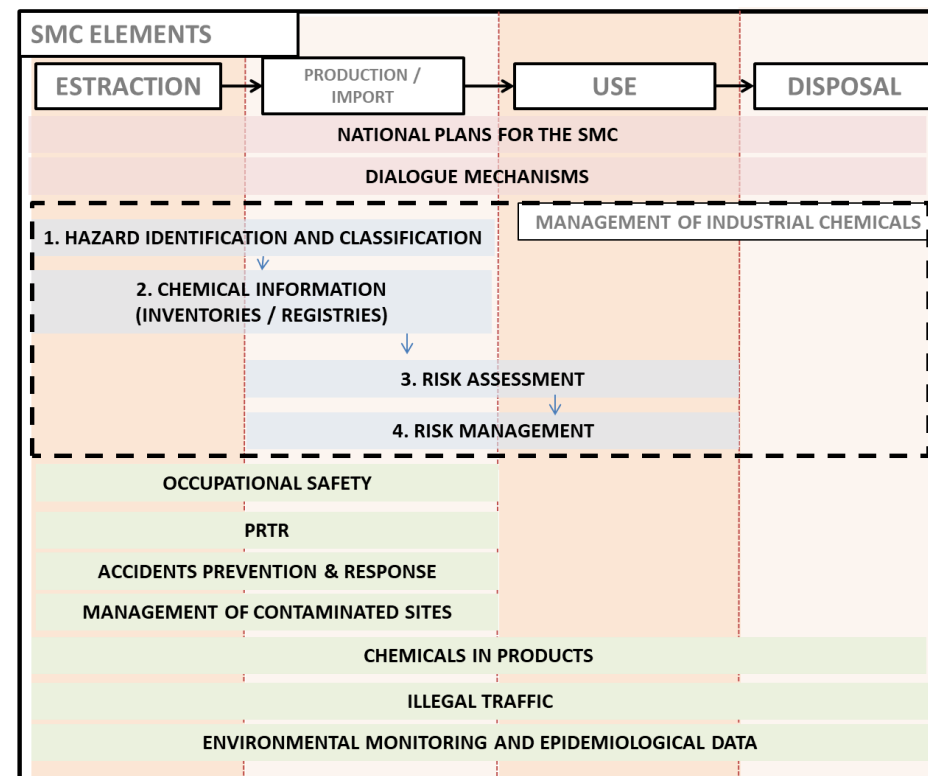 SMC ELEMENTS
ESTRACTION
PRODUCTION /
IMPORT
USE
DISPOSAL
NATIONAL PLANS FOR THE SMC
DIALOGUE MECHANISMS
MANAGEMENT OF INDUSTRIAL CHEMICALS
1. HAZARD IDENTIFICATION AND CLASSIFICATION
2. CHEMICAL INFORMATION
(INVENTORIES / REGISTRIES)
3. RISK ASSESSMENT
4. RISK MANAGEMENT
OCCUPATIONAL SAFETY
PRTR
ACCIDENTS PREVENTION & RESPONSE
MANAGEMENT OF CONTAMINATED SITES
CHEMICALS IN PRODUCTS
ILLEGAL TRAFFIC
ENVIRONMENTAL MONITORING AND EPIDEMIOLOGICAL DATA